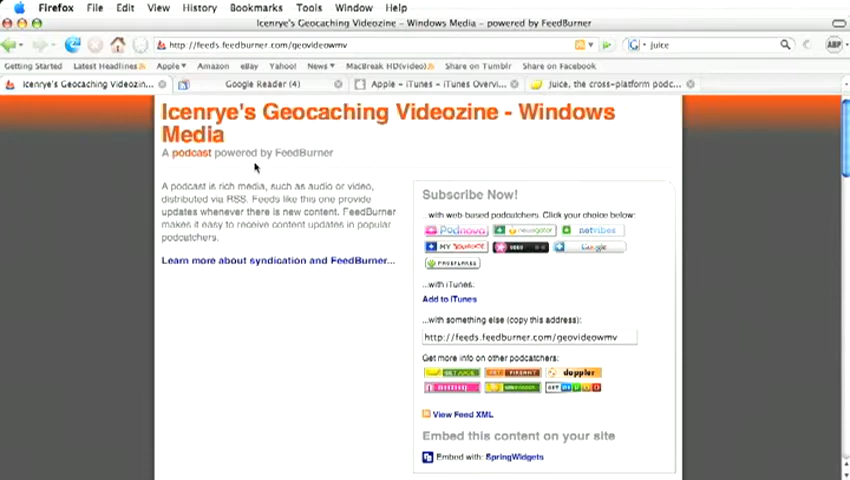 Firefox File Edit View History Bookmarks Tools Window Help
Icenrye's Geocaching Videozine - Windows Media - powered by FeedBurner
http://feeds.feedburner.com/geovideowmv
juice
ABP
Getting Started Latest Headlines Apple Amazon eBay Yahoo! News MacBreak HD(video) Share on Tumblr Share on Facebook
Icenrye's Geocaching Videozin... Google Reader (4) Apple - iTunes - iTunes Overvi... Juice, the cross-platform podc...
Icenrye's Geocaching Videozine - Windows
Media
A podcast powered by FeedBurner
A podcast is rich media, such as audio or video,
distributed via RSS. Feeds like this one provide
updates whenever there is new content. FeedBurner
makes it easy to receive content updates in popular
podcatchers.
Learn more about syndication and FeedBurner...
Subscribe Now!
...with web-based podcatchers. Click your choice below:
Podnova newsgator netvibes
MY YAHOO! Google
PAGEFLAKES
...with iTunes:
Add to iTunes
...with something else (copy this address):
http://feeds.feedburner.com/geovideowmv
Get more info on other podcatchers:
doppler
View Feed XML
Embed this content on your site
Embed with: SpringWidgets